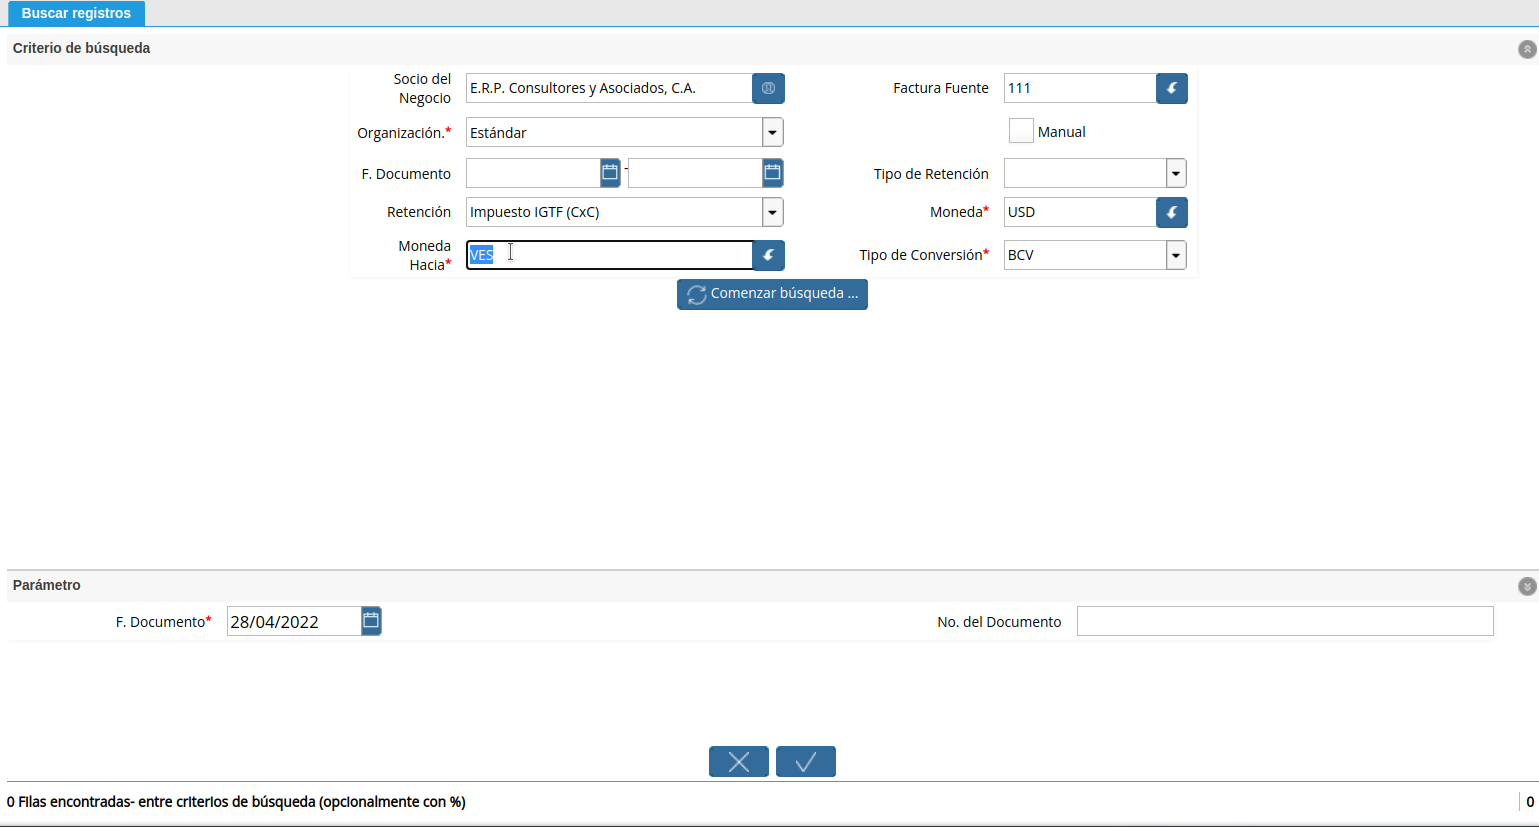 Buscar registros
Criterio de búsqueda
Socio del
Negocio
E.R.P. Consultores y Asociados, C.A.
Factura Fuente
111
Organización.*
Estándar
Manual
F. Documento
-
Tipo de Retención
Retención
Impuesto IGTF (CxC)
Moneda*
USD
Moneda
Hacia*
VES
Tipo de Conversión*
BCV
Comenzar búsqueda ...
Parámetro
F. Documento*
28/04/2022
No. del Documento
0 Filas encontradas- entre criterios de búsqueda (opcionalmente con %)
0